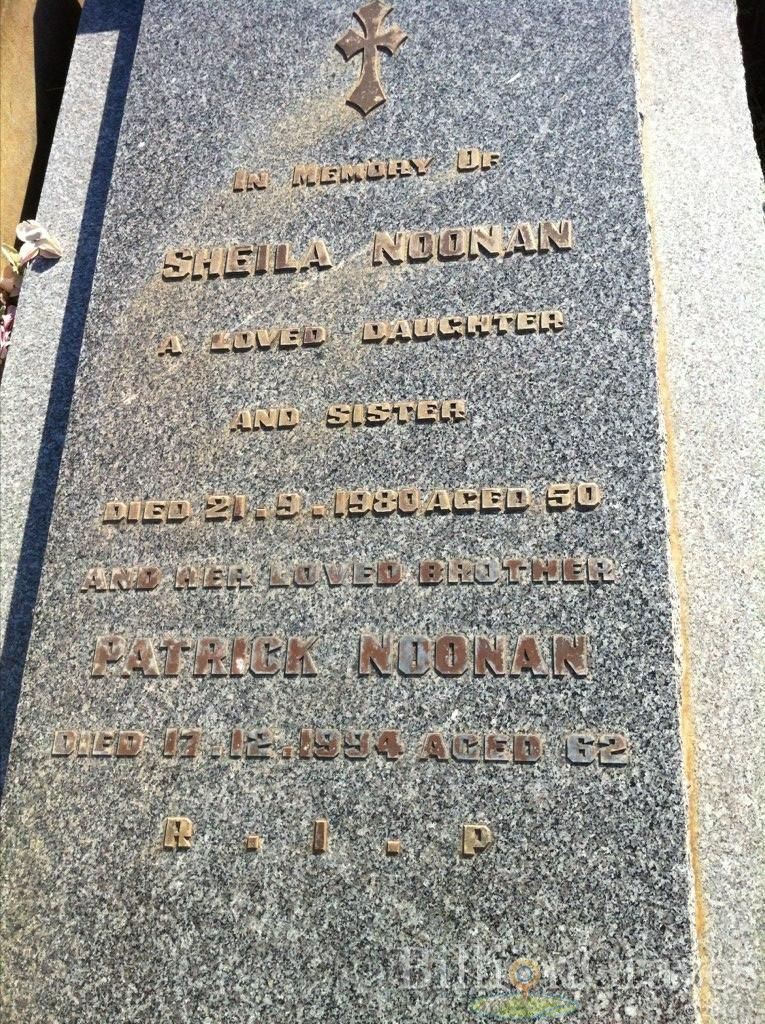 In Memory Of
Sheila Noonan
A LOVED DAUGHTER
AND SISTER
DIED 21.9.1980 AGED 50
AND HER LOVED BROTHER
PATRICK NOONAN
DIED 17.12.1994 AGED 62
R . I . P
BillionGraves